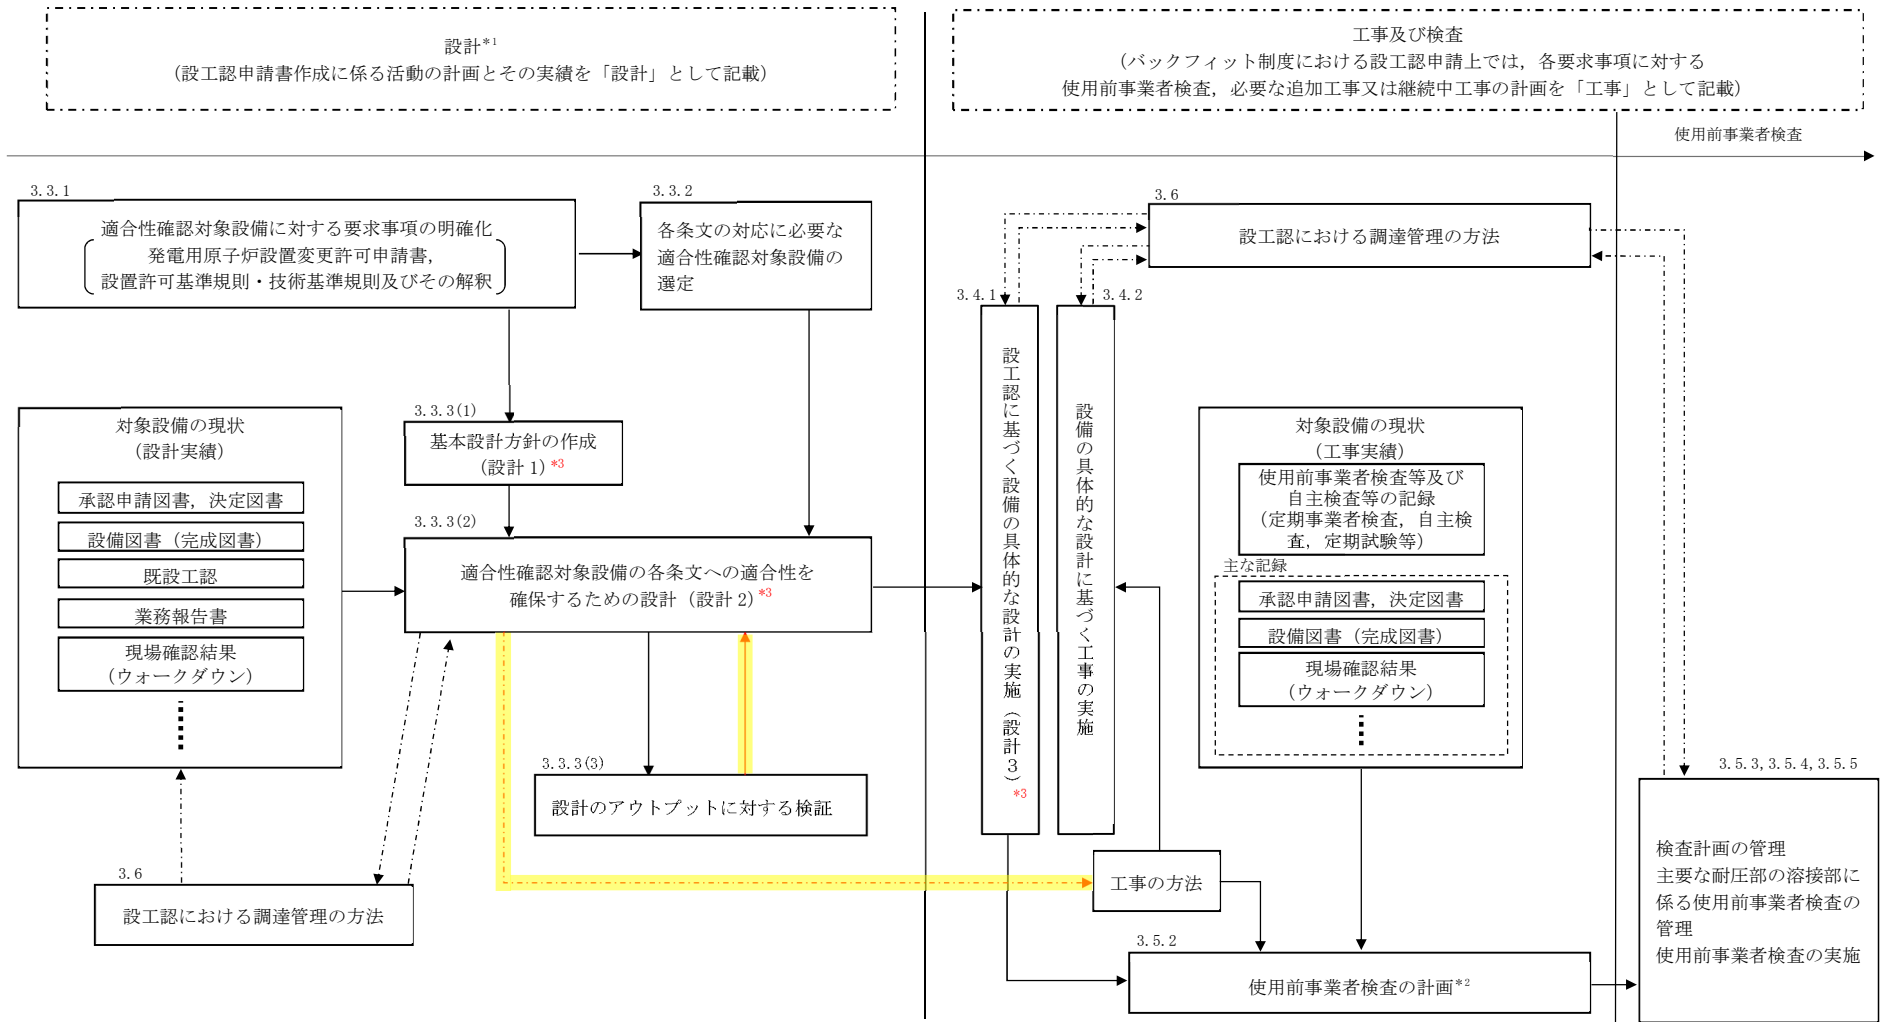 設計*1
（設工認申請書作成に係る活動の計画とその実績を「設計」として記載）
工事及び検査
（バックフィット制度における設工認申請上では，各要求事項に対する
使用前事業者検査，必要な追加工事又は継続中工事の計画を「工事」として記載）
使用前事業者検査
3.3.1
適合性確認対象設備に対する要求事項の明確化
発電用原子炉設置変更許可申請書，
設置許可基準規則・技術基準規則及びその解釈
3.3.2
各条文の対応に必要な
適合性確認対象設備の
選定
対象設備の現状
（設計実績）
承認申請図書，決定図書
設備図書（完成図書）
既設工認
業務報告書
現場確認結果
（ウォークダウン）
3.3.3(1)
基本設計方針の作成
（設計1）*3
3.3.3(2)
適合性確認対象設備の各条文への適合性を
確保するための設計（設計2）*3
3.3.3(3)
設計のアウトプットに対する検証
3.6
設工認における調達管理の方法
3.6
設工認における調達管理の方法
3.4.1
設工認に基づく設備の具体的な設計の実施（設計3）
*3
3.4.2
設備の具体的な設計に基づく工事の実施
対象設備の現状
（工事実績）
使用前事業者検査等及び
自主検査等の記録
（定期事業者検査，自主検
査，定期試験等）
主な記録
承認申請図書，決定図書
設備図書（完成図書）
現場確認結果
（ウォークダウン）
工事の方法
3.5.2
使用前事業者検査の計画*2
3.5.3,3.5.4,3.5.5
検査計画の管理
主要な耐圧部の溶接部に
係る使用前事業者検査の
管理
使用前事業者検査の実施